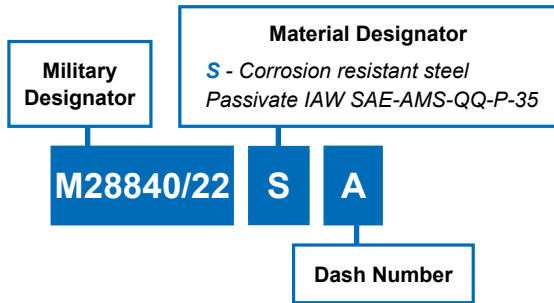 Material Designator
S - Corrosion resistant steel
Passivate IAW SAE-AMS-QQ-P-35
Military
Designator
M28840/22 S A
Dash Number